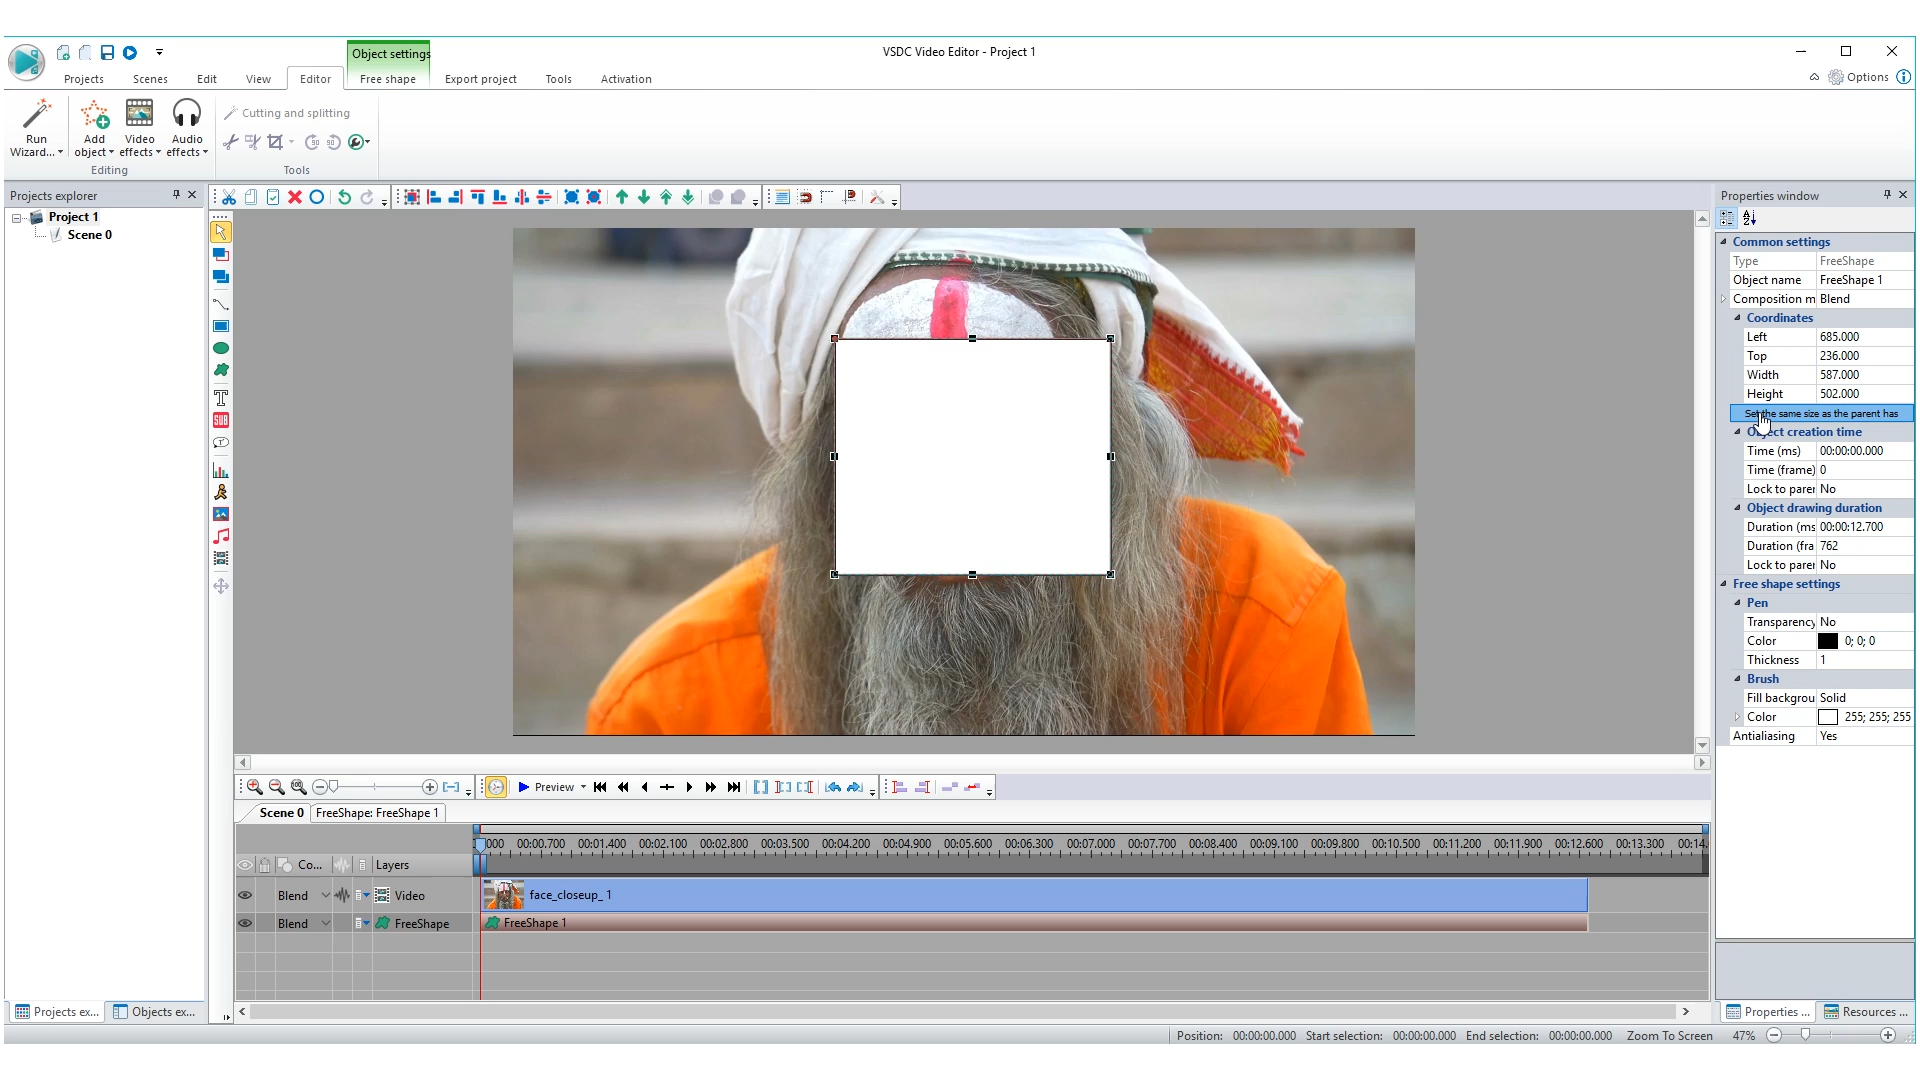 Object settings
VSDC Video Editor - Project 1
Projects Scenes Edit View Editor Free shape Export project Tools Activation
Options
Cutting and splitting
Run Wizard...
Add object
Video effects
Audio effects
Editing
Tools
Projects explorer
Project 1
Scene 0
Properties window
Common settings
Type FreeShape
Object name FreeShape 1
Composition m Blend
Coordinates
Left 685.000
Top 236.000
Width 587.000
Height 502.000
Set the same size as the parent has
Object creation time
Time (ms) 00:00:00.000
Time (frame) 0
Lock to parer No
Object drawing duration
Duration (ms 00:00:12.700
Duration (fra 762
Lock to parer No
Free shape settings
Pen
Transparency No
Color 0; 0; 0
Thickness 1
Brush
Fill backgrou Solid
Color 255; 255; 255
Antialiasing Yes
T
SUB
Preview
Scene 0 FreeShape: FreeShape 1
000 00:00.700 00:01.400 00:02.100 00:02.800 00:03.500 00:04.200 00:04.900 00:05.600 00:06.300 00:07.000 00:07.700 00:08.400 00:09.100 00:09.800 00:10.500 00:11.200 00:11.900 00:12.600 00:13.300 00:14.
Co... Layers
Blend Video face_closeup_ 1
Blend FreeShape FreeShape 1
Projects ex... Objects ex...
Properties ... Resources ...
Position: 00:00:00.000 Start selection: 00:00:00.000 End selection: 00:00:00.000 Zoom To Screen 47%